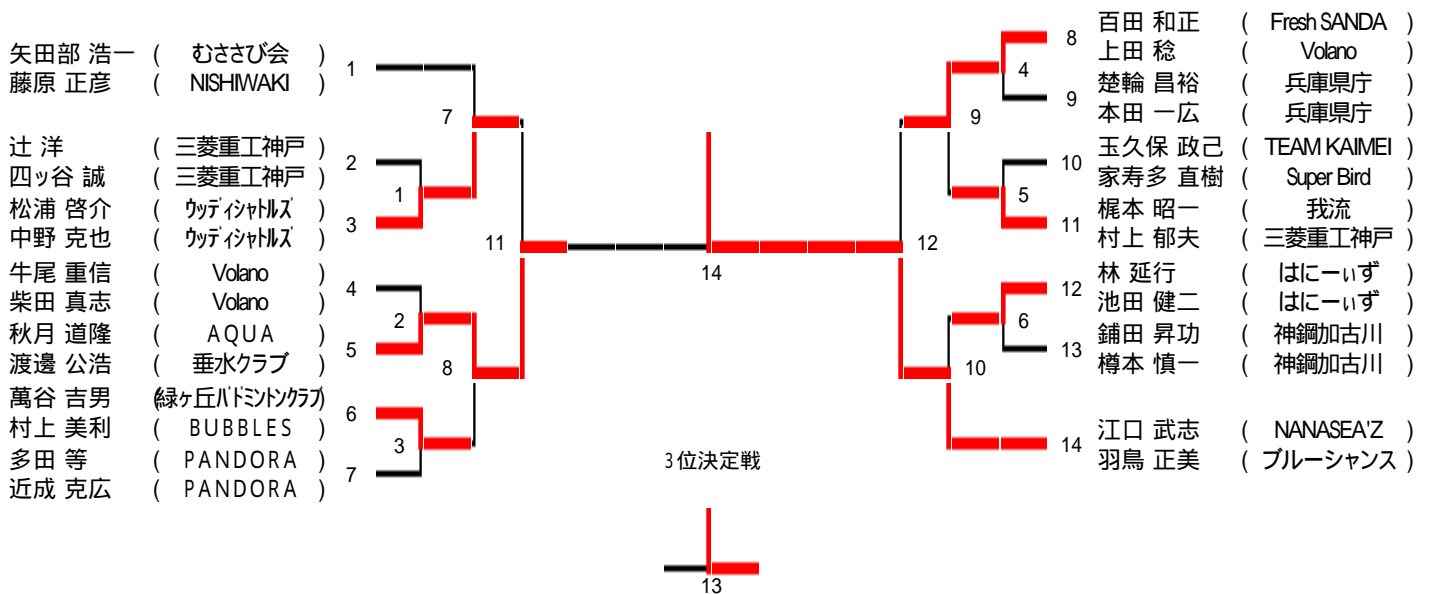 矢田部 浩一 ( むささび会 ) 1
藤原 正彦 ( NISHIWAKI )
7
辻 洋 ( 三菱重工神戸 ) 2
四ッ谷 誠 ( 三菱重工神戸 )
1
松浦 啓介 ( ウッディシャトルズ ) 3
中野 克也 ( ウッディシャトルズ )
11
牛尾 重信 ( Volano ) 4
柴田 真志 ( Volano )
2
秋月 道隆 ( AQUA ) 5
渡邊 公浩 ( 垂水クラブ )
8
萬谷 吉男 (緑ヶ丘バドミントンクラブ) 6
村上 美利 ( BUBBLES )
3
多田 等 ( PANDORA ) 7
近成 克広 ( PANDORA )
14
3位決定戦
13
8 百田 和正 ( Fresh SANDA )
上田 稔 ( Volano )
4
9 楚輪 昌裕 ( 兵庫県庁 )
本田 一広 ( 兵庫県庁 )
9
10 玉久保 政己 ( TEAM KAIMEI )
家寿多 直樹 ( Super Bird )
5
11 梶本 昭一 ( 我流 )
村上 郁夫 ( 三菱重工神戸 )
12
12 林 延行 ( はにーぃず )
池田 健二 ( はにーぃず )
6
13 鋪田 昇功 ( 神鋼加古川 )
樽本 慎一 ( 神鋼加古川 )
10
14 江口 武志 ( NANASEA'Z )
羽鳥 正美 ( ブルーシャンス )